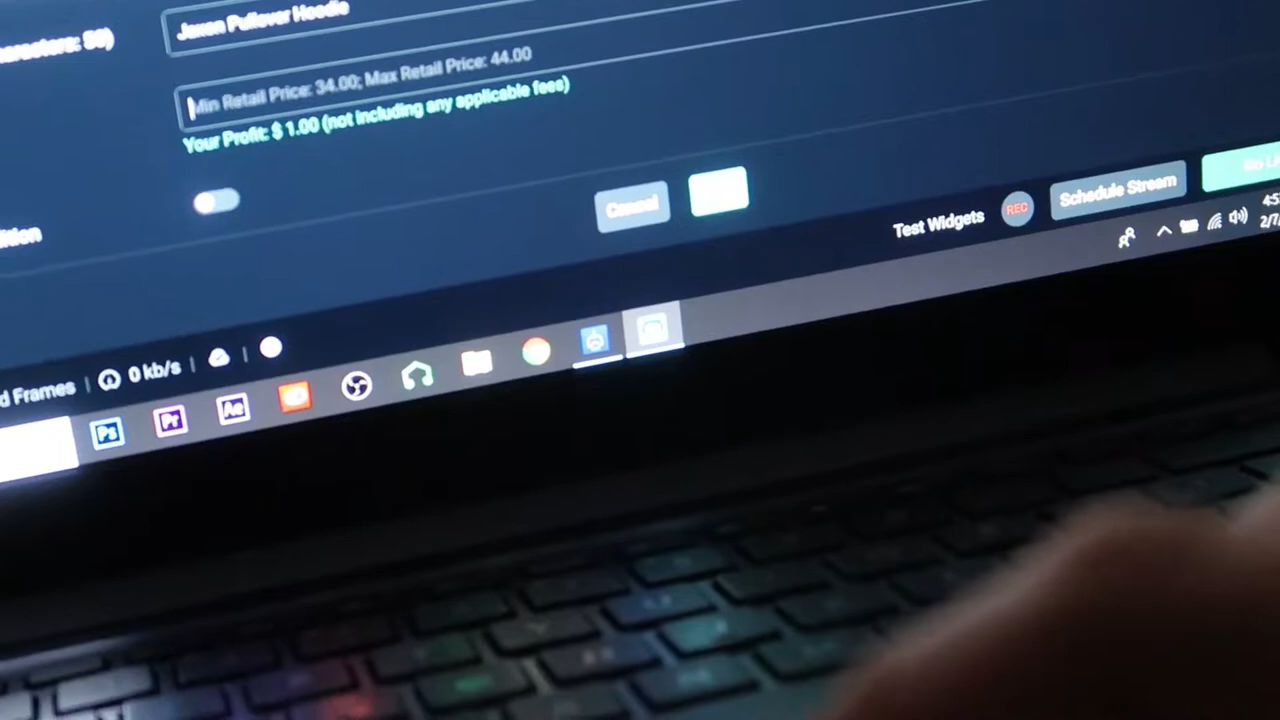 50)
Jaxon Pullover Hoodie
Min Retail Price: 34.00; Max Retail Price: 44.00
Your Profit: $ 1.00 (not including any applicable fees)
Cancel
Test Widgets
REC
Schedule Stream
d Frames
0 kb/s
Ps
Pr
Ae